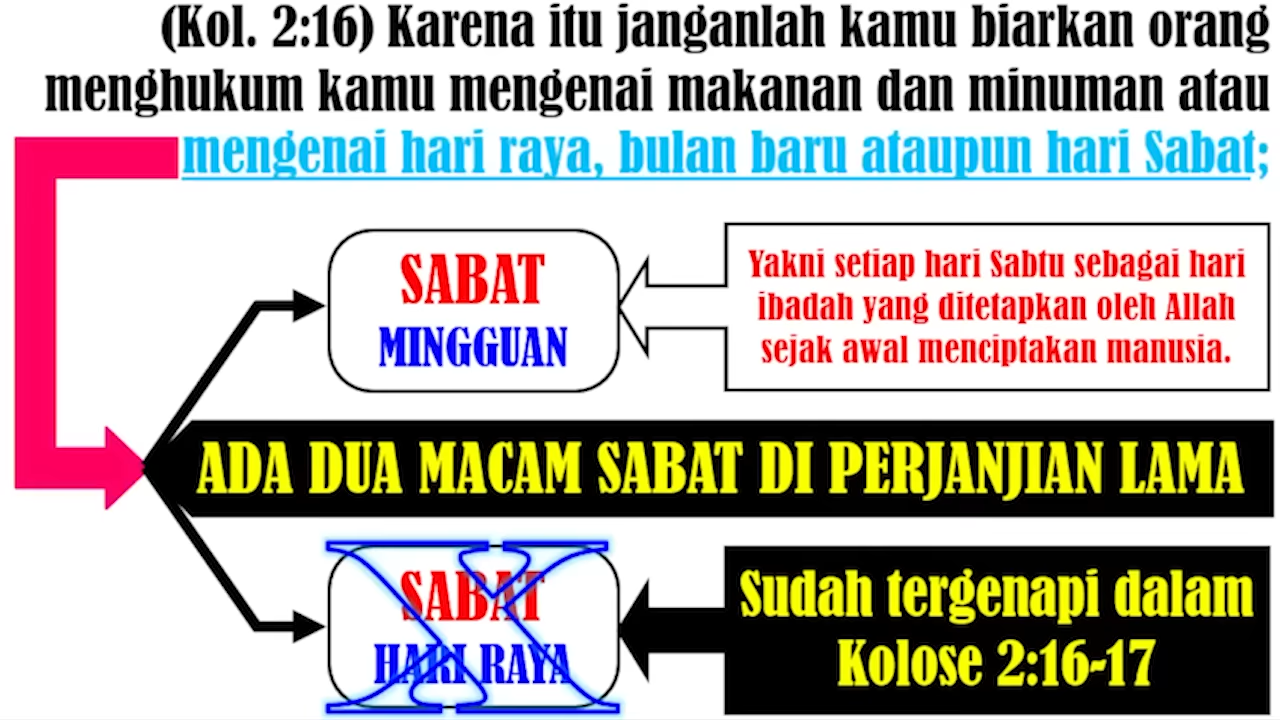 (Kol. 2:16) Karena itu janganlah kamu biarkan orang
menghukum kamu mengenai makanan dan minuman atau
mengenai hari raya, bulan baru ataupun hari Sabat;
SABAT
MINGGUAN
Yakni setiap hari Sabtu sebagai hari
ibadah yang ditetapkan oleh Allah
sejak awal menciptakan manusia.
ADA DUA MACAM SABAT DI PERJANJIAN LAMA
SABAT
HARI RAYA
X
Sudah tergenapi dalam
Kolose 2:16-17